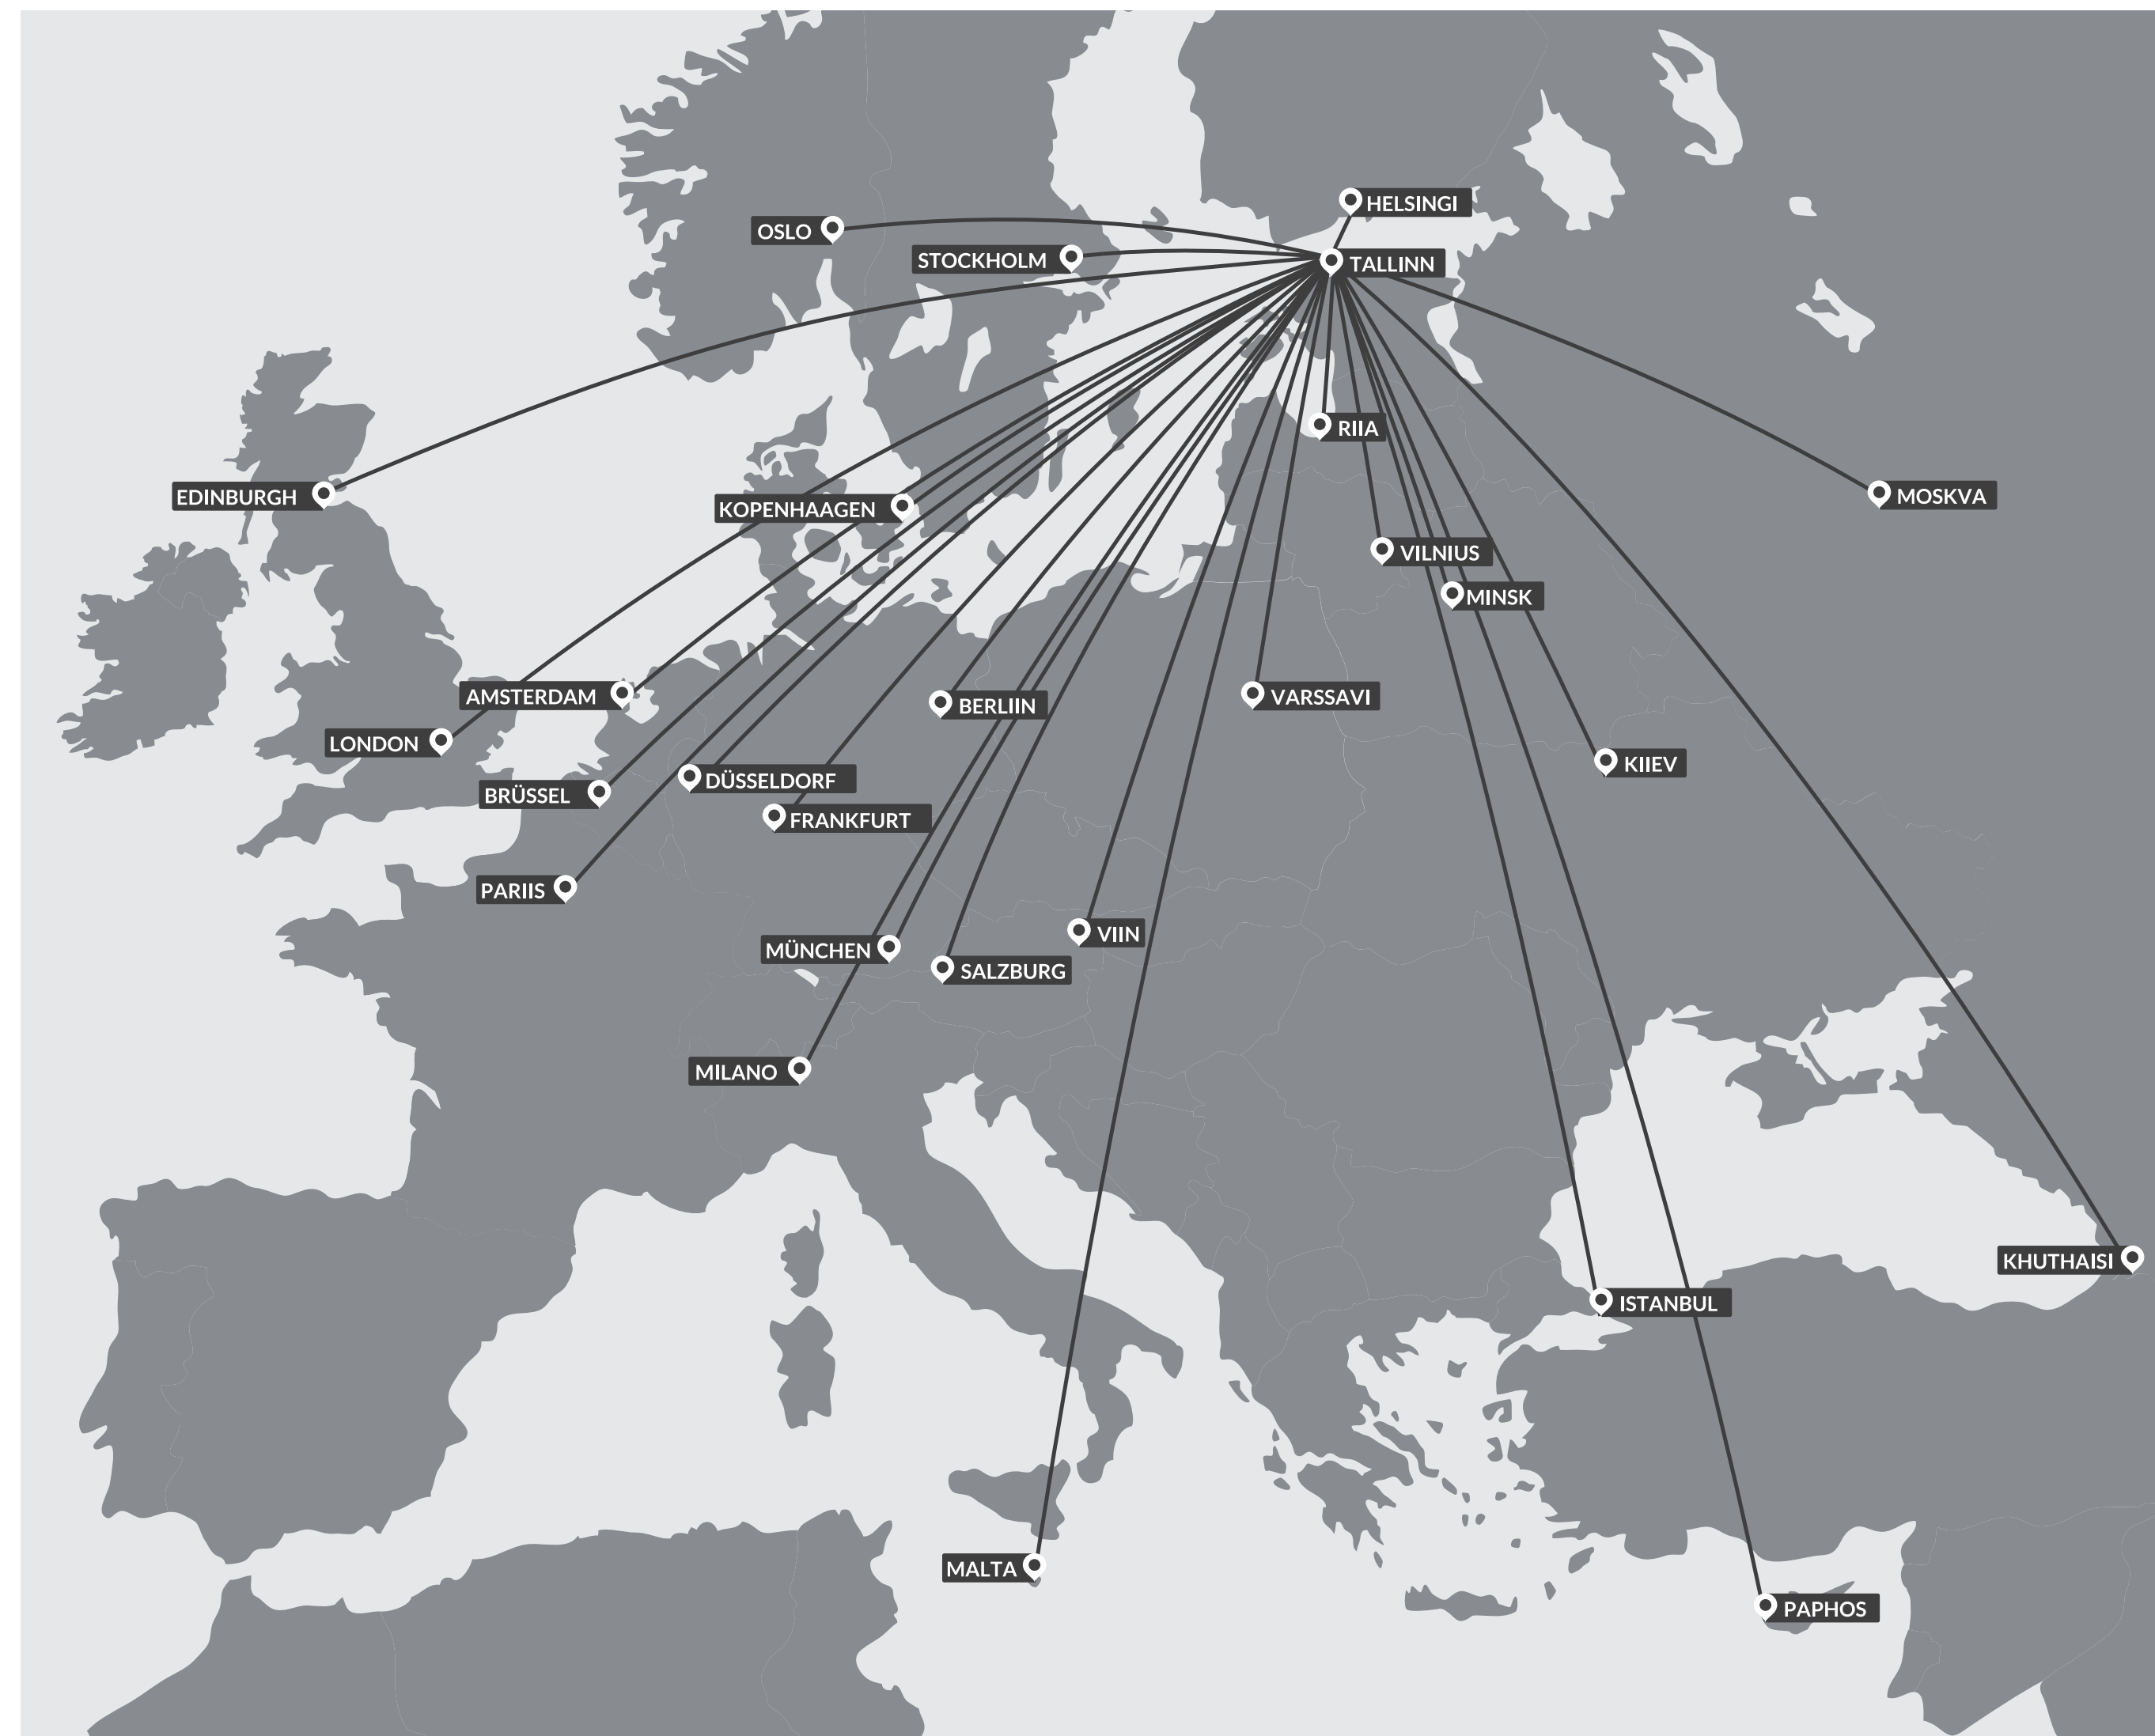 HELSINGI
OSLO
STOCKHOLM
TALLINN
RIIA
EDINBURGH
MOSKVA
KOPENHAAGEN
VILNIUS
MINSK
AMSTERDAM
VARSSAVI
BERLIIN
LONDON
KIIEV
DÜSSELDORF
BRÜSSEL
FRANKFURT
PARIIS
VIIN
MÜNCHEN
SALZBURG
MILANO
KHUTHAISI
ISTANBUL
MALTA
PAPHOS